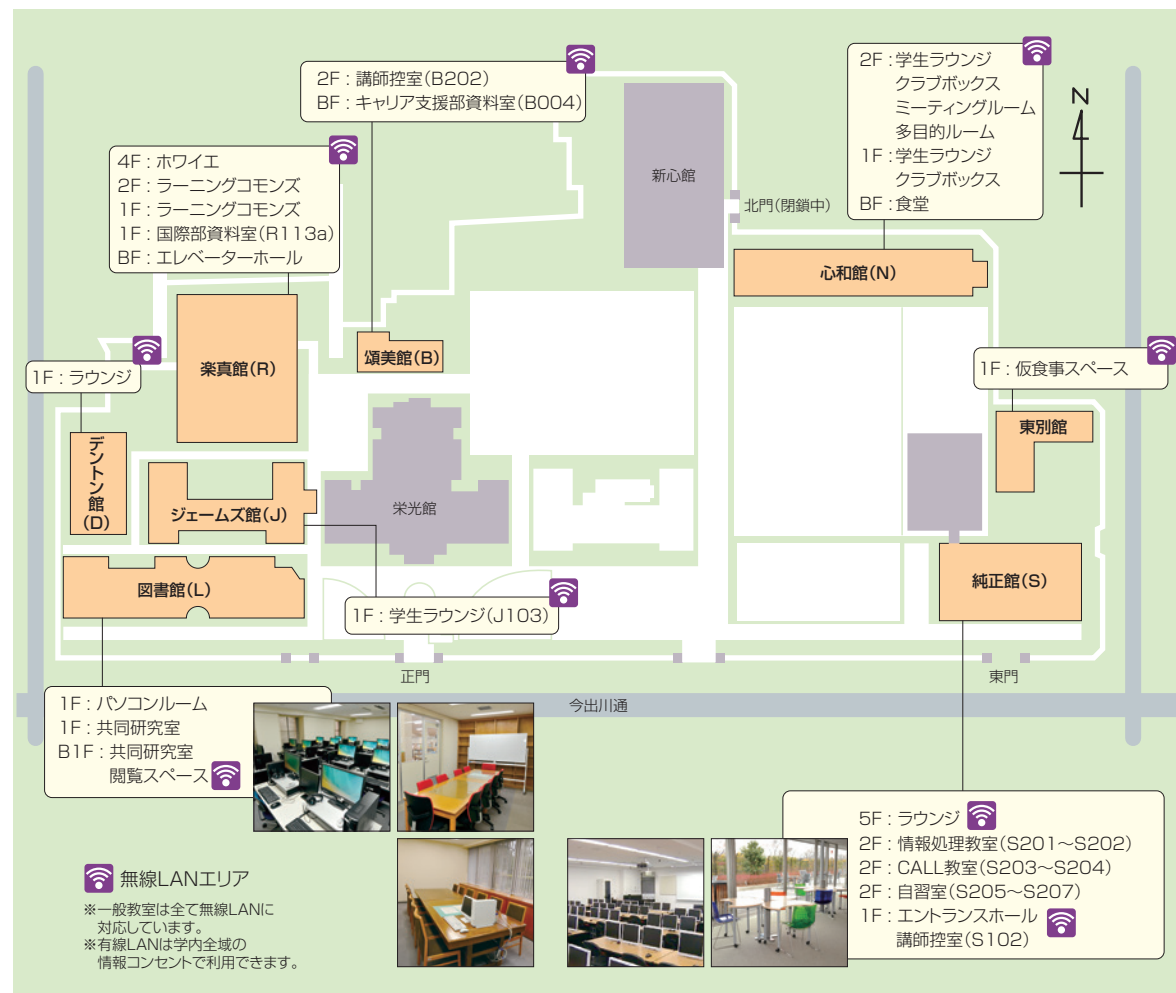 2F : 講師控室(B202)
BF : キャリア支援部資料室(B004)
2F : 学生ラウンジ
クラブボックス
ミーティングルーム
多目的ルーム
1F : 学生ラウンジ
クラブボックス
BF : 食堂
N
4F : ホワイエ
2F : ラーニングコモンズ
1F : ラーニングコモンズ
1F : 国際部資料室(R113a)
BF : エレベーターホール
新心館
北門(閉鎖中)
心和館(N)
頌美館(B)
楽真館(R)
1F : ラウンジ
1F : 仮食事スペース
東別館
デントン館(D)
ジェームズ館(J)
栄光館
図書館(L)
純正館(S)
1F : 学生ラウンジ(J103)
正門
東門
今出川通
1F : パソコンルーム
1F : 共同研究室
B1F : 共同研究室
閲覧スペース
5F : ラウンジ
2F : 情報処理教室(S201〜S202)
2F : CALL教室(S203〜S204)
2F : 自習室(S205〜S207)
1F : エントランスホール
講師控室(S102)
無線LANエリア
※一般教室は全て無線LANに
対応しています。
※有線LANは学内全域の
情報コンセントで利用できます。